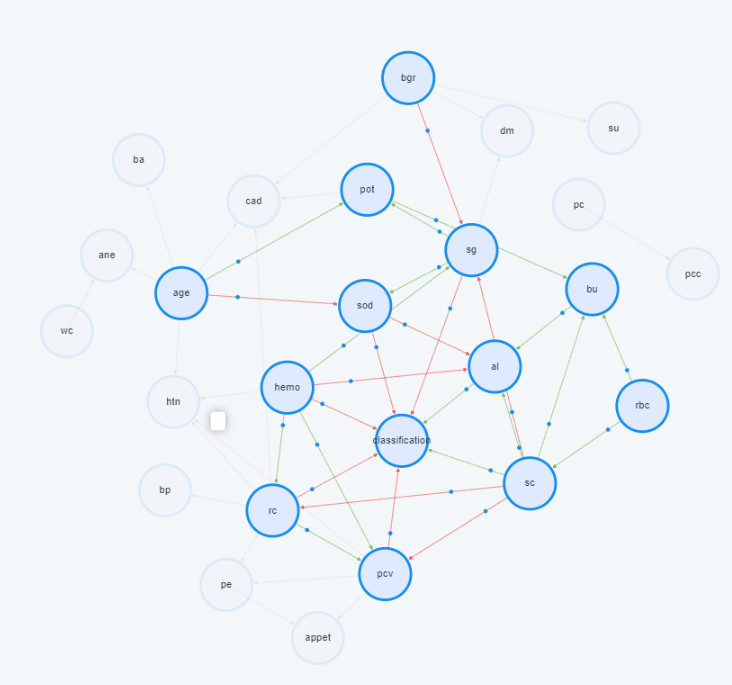 bgr
su
dm
ba
pot
cad
pc
sg
ane
pcc
bu
age
sod
wc
al
hemo
htn
rbc
classification
sc
bp
rc
pcv
pe
appet